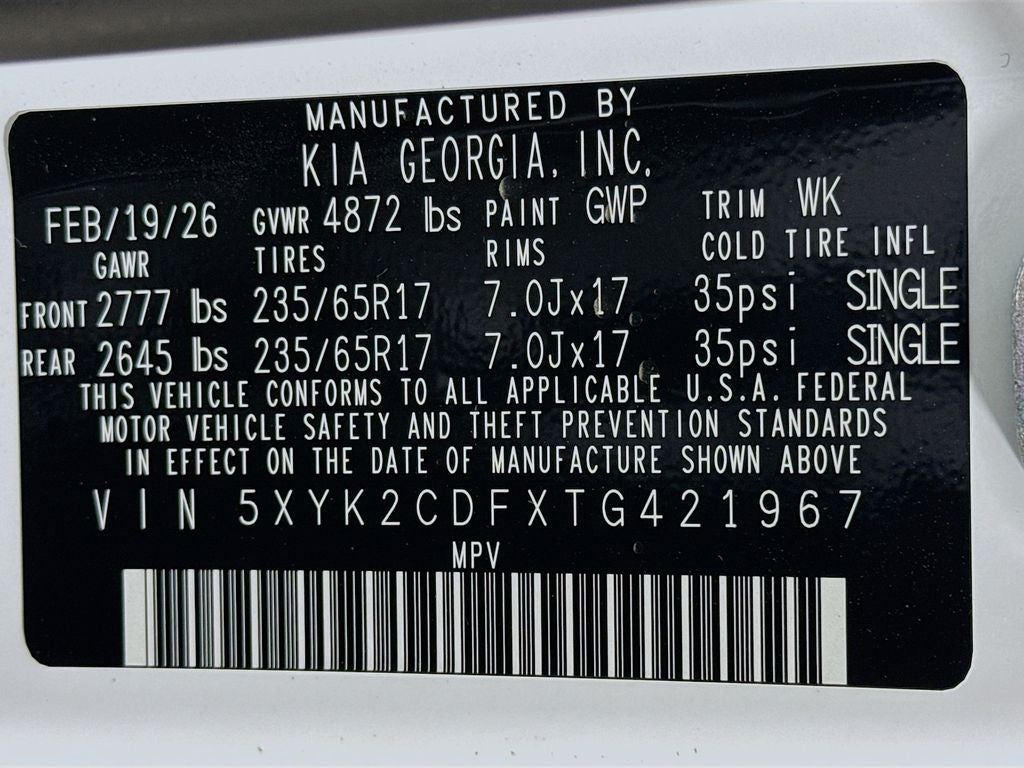 MANUFACTURED BY
KIA GEORGIA, INC.
FEB/19/26 GVWR 4872 lbs PAINT GWP TRIM WK
GAWR TIRES RIMS COLD TIRE INFL
FRONT 2777 lbs 235/65R17 7.0Jx17 35psi SINGLE
REAR 2645 lbs 235/65R17 7.0Jx17 35psi SINGLE
THIS VEHICLE CONFORMS TO ALL APPLICABLE U.S.A. FEDERAL
MOTOR VEHICLE SAFETY AND THEFT PREVENTION STANDARDS
IN EFFECT ON THE DATE OF MANUFACTURE SHOWN ABOVE
VIN 5XYK2CDFXTG421967
MPV